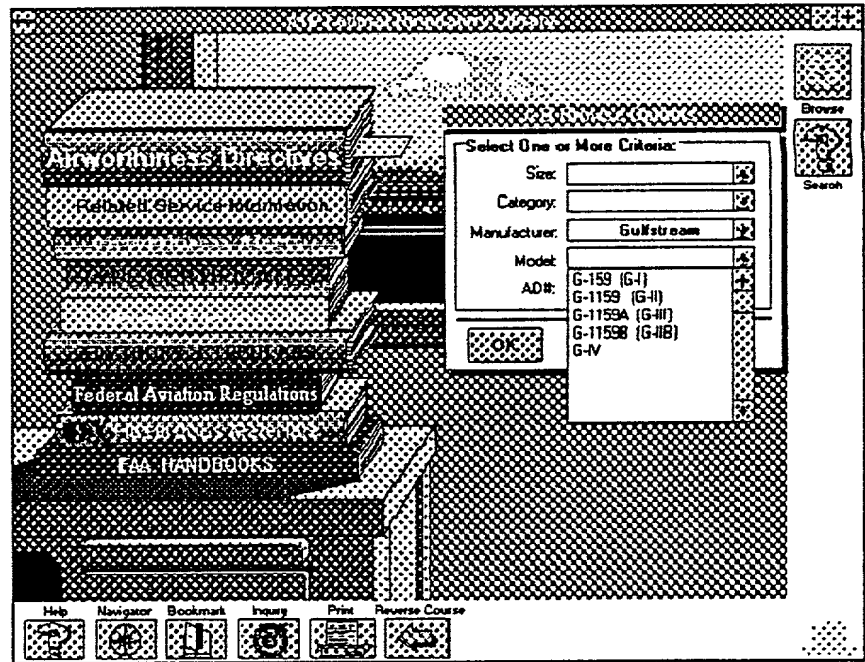 Browse
Search
Airworthiness Directives
Related Service Information
Federal Aviation Regulations
FAA HANDBOOKS
Select One or More Criteria:
Size:
Category:
Manufacturer: Gulfstream
Model:
AD#:
G-159 (G-I)
G-1159 (G-II)
G-1159A (G-III)
G-1159B (G-IIB)
G-IV
OK
Help Navigator Bookmark Inquiry Print Reverse Course